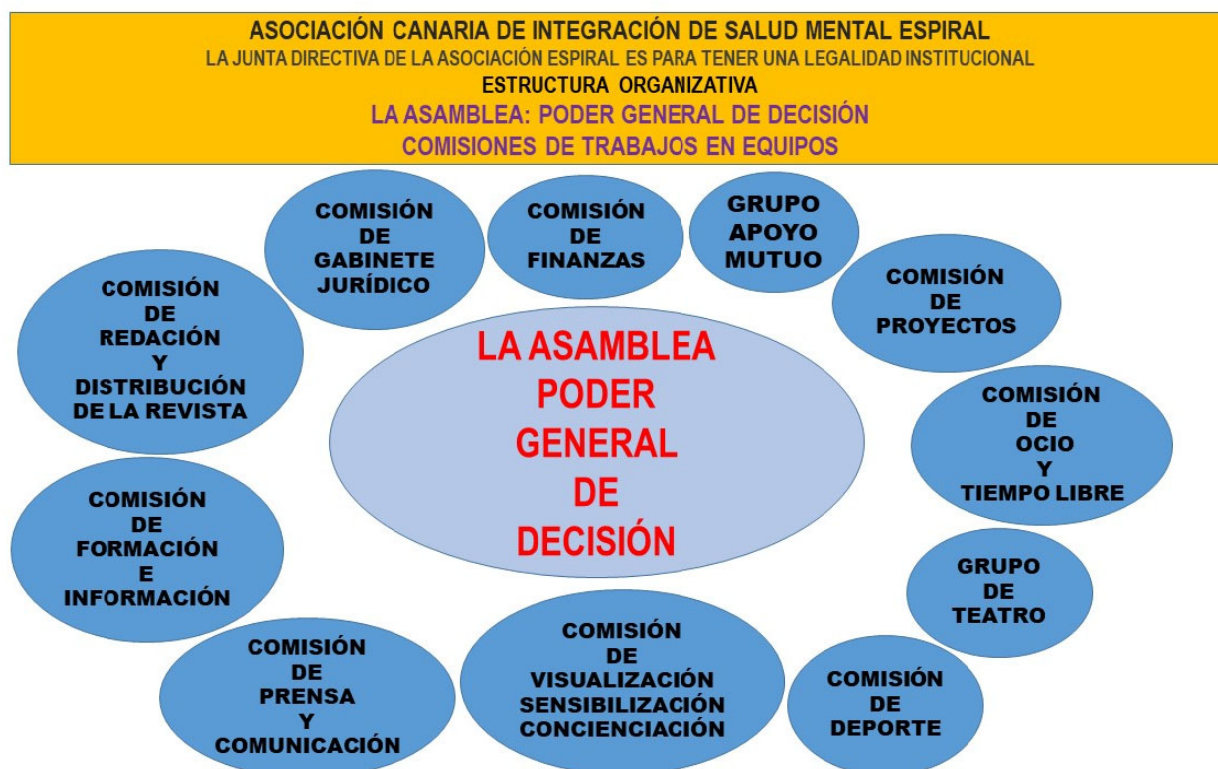 ASOCIACIÓN CANARIA DE INTEGRACIÓN DE SALUD MENTAL ESPIRAL
LA JUNTA DIRECTIVA DE LA ASOCIACIÓN ESPIRAL ES PARA TENER UNA LEGALIDAD INSTITUCIONAL
ESTRUCTURA ORGANIZATIVA
LA ASAMBLEA: PODER GENERAL DE DECISIÓN
COMISIONES DE TRABAJOS EN EQUIPOS
COMISIÓN
DE
GABINETE
JURÍDICO
COMISIÓN
DE
FINANZAS
GRUPO
APOYO
MUTUO
COMISIÓN
DE
PROYECTOS
COMISIÓN
DE
OCIO
Y
TIEMPO LIBRE
GRUPO
DE
TEATRO
COMISIÓN
DE
DEPORTE
COMISIÓN
DE
VISUALIZACIÓN
SENSIBILIZACIÓN
CONCIENCIACIÓN
COMISIÓN
DE
PRENSA
Y
COMUNICACIÓN
COMISIÓN
DE
FORMACIÓN
E
INFORMACIÓN
COMISIÓN
DE
REDACIÓN
Y
DISTRIBUCIÓN
DE LA REVISTA
LA ASAMBLEA
PODER
GENERAL
DE
DECISIÓN